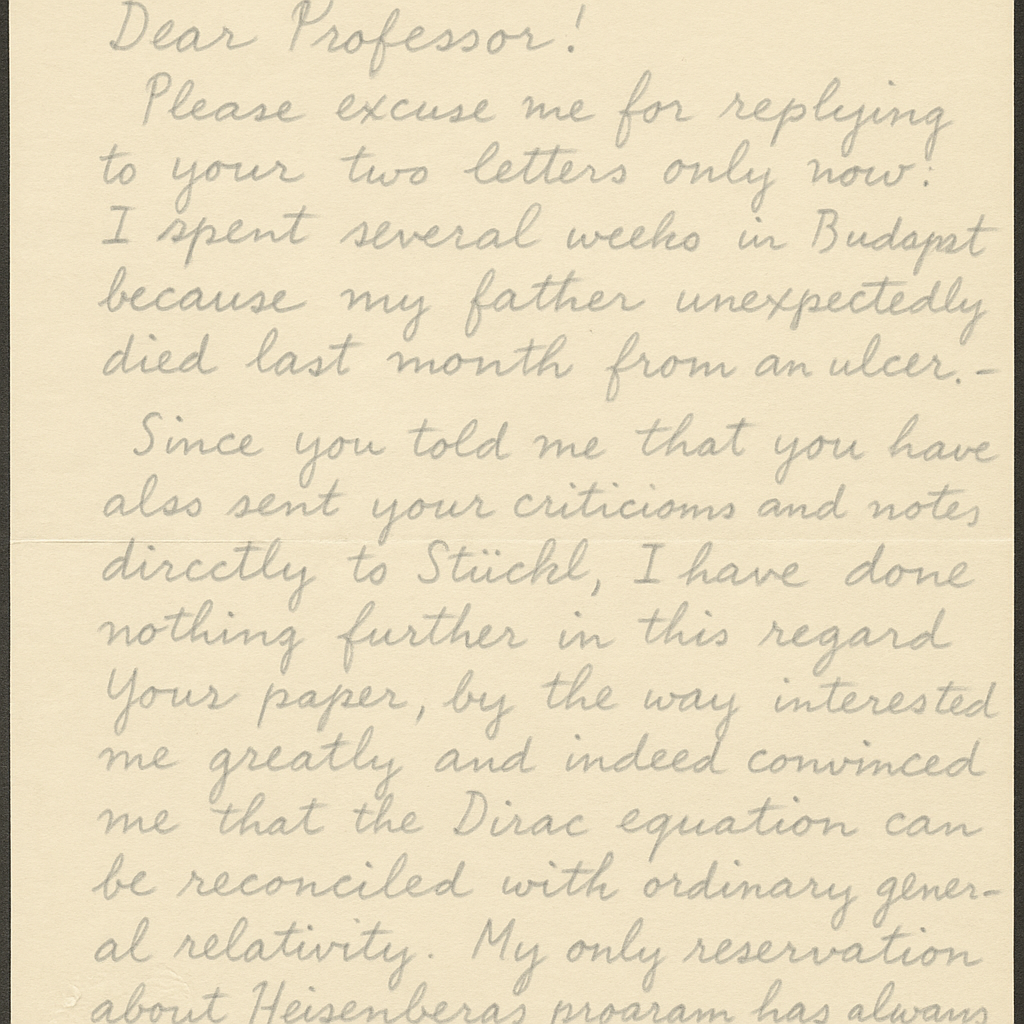 Dear Professor!
Please excuse me for replying
to your two letters only now:
I spent several weeks in Budapst
because my father unexpectedly
died last month from an ulcer.-
Since you told me that you have
also sent your criticisms and notes
directly to Stückl, I have done
nothing further in this regard
Your paper, by the way interested
me greatly and indeed convinced
me that the Dirac equation can
be reconciled with ordinary gener-
al relativity. My only reservation
about Heisenbergs program has always